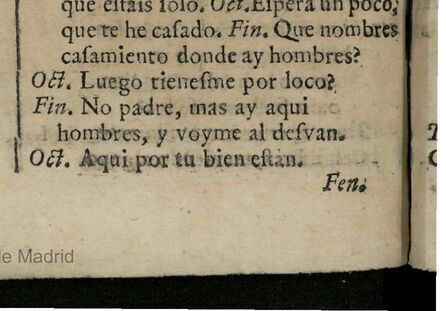 que estais solo. Oct. Espera un poco,
que te he casado. Fin. Que nombres
casamiento donde ay hombres?
Oct. Luego tienesme por loco?
Fin. No padre, mas ay aqui
hombres, y voyme al desvan.
Oct. Aqui por tu bien estan.
Fen.
de Madrid